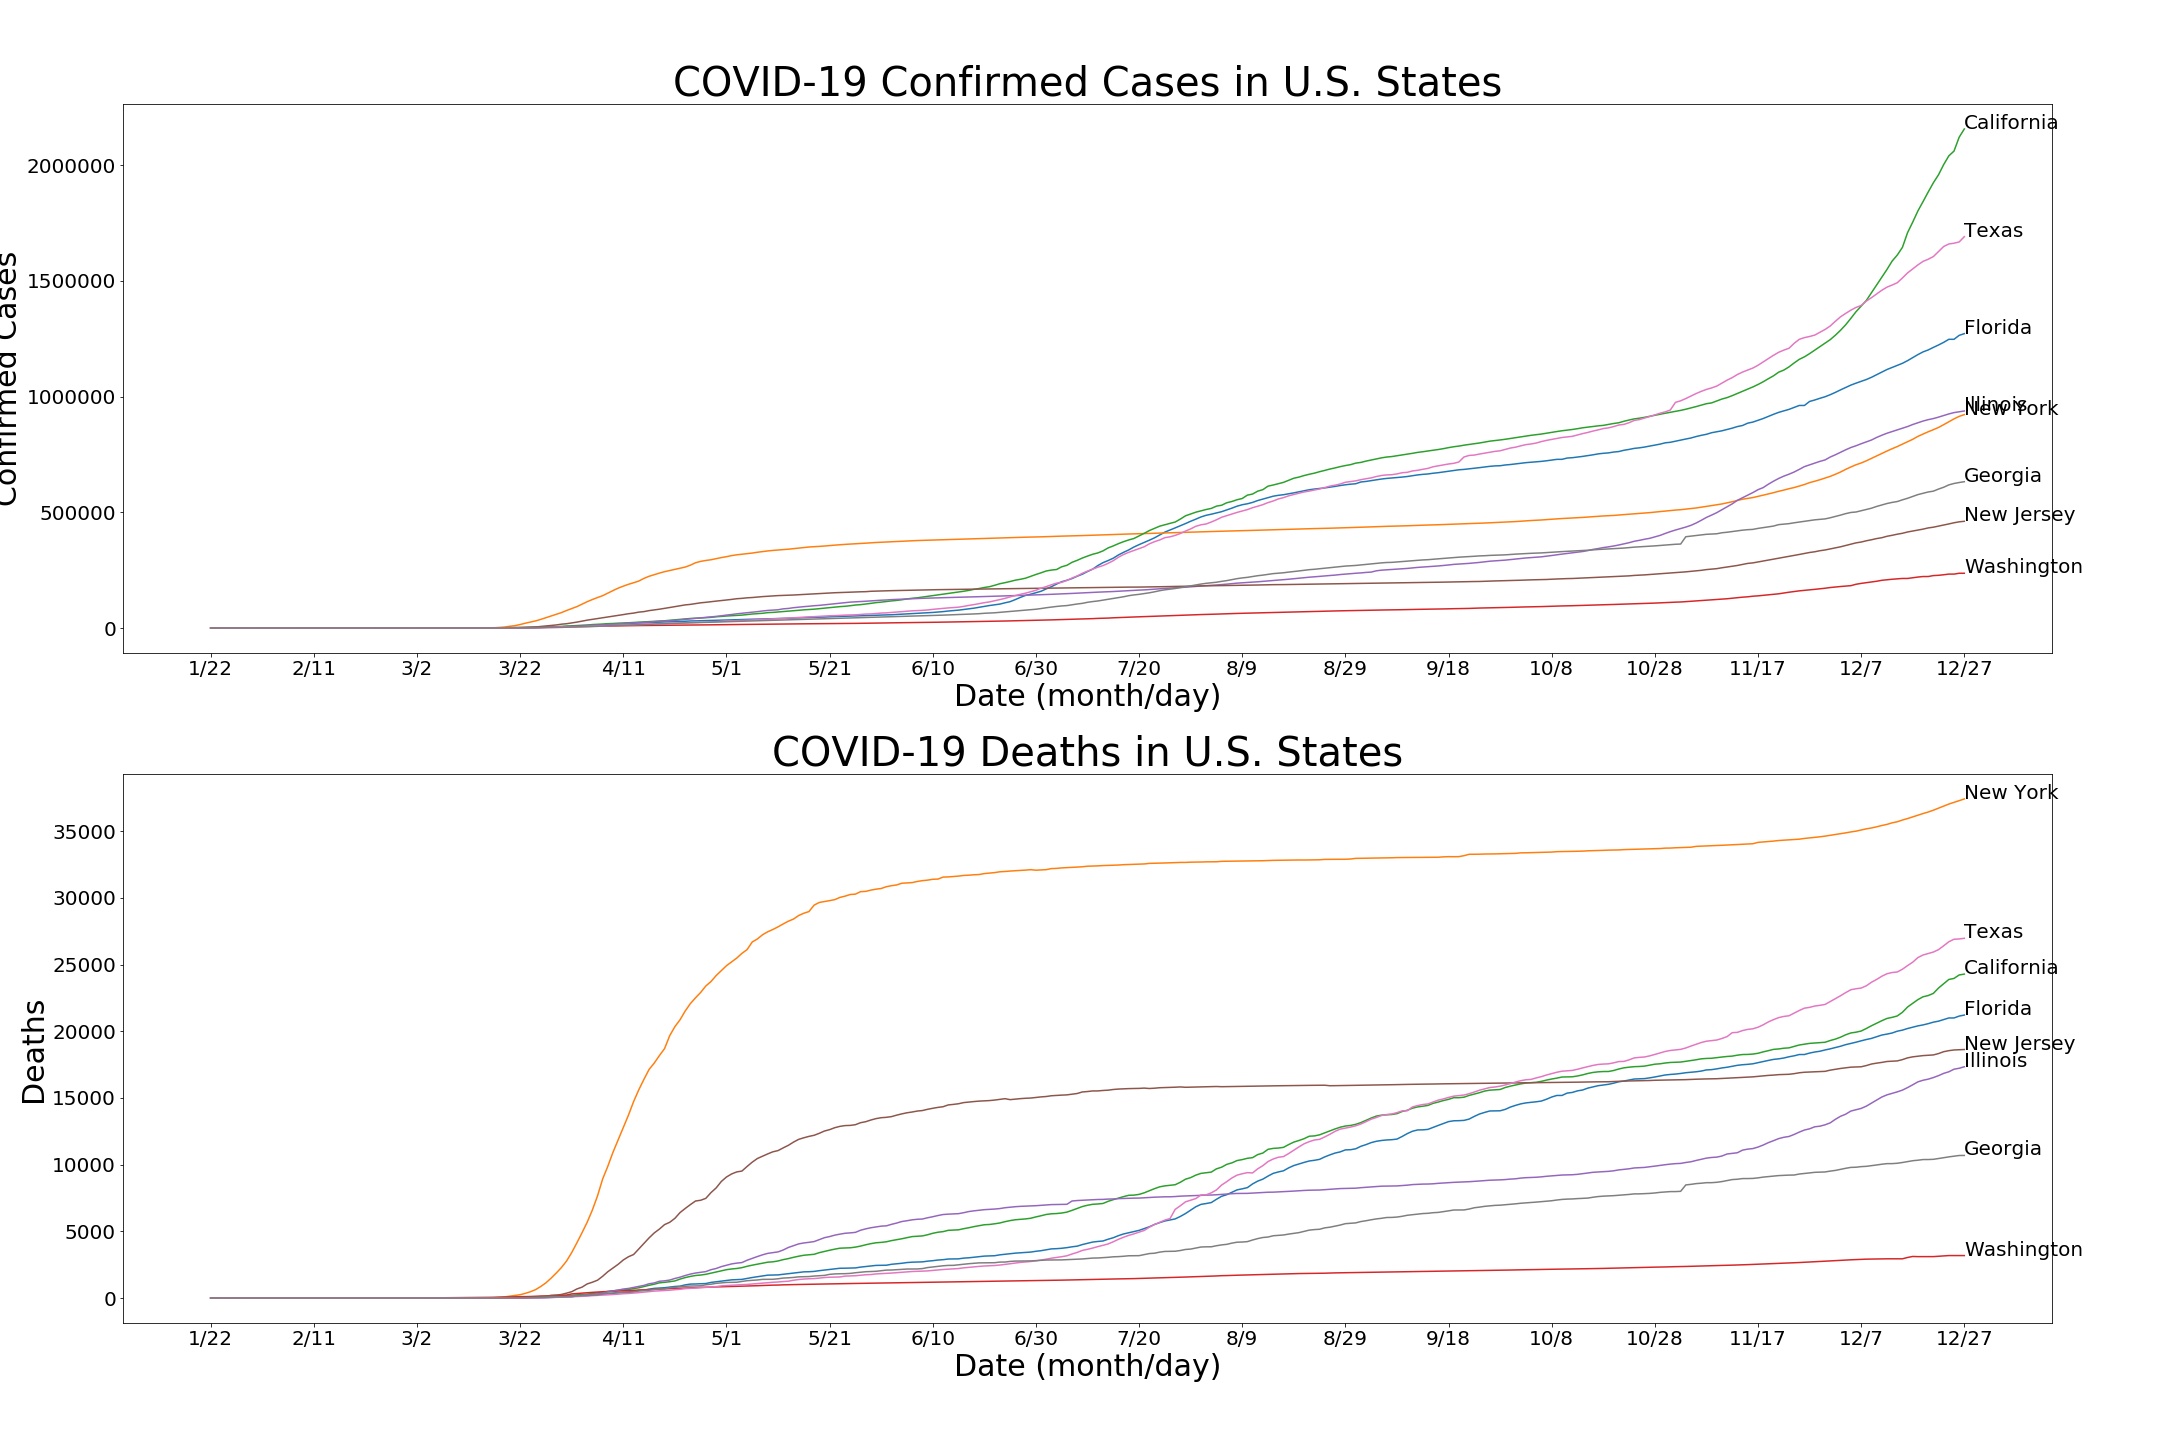 COVID-19 Confirmed Cases in U.S. States
Confirmed Cases
2000000
1500000
1000000
500000
0
California
Texas
Florida
Illinois
New York
Georgia
New Jersey
Washington
1/22 2/11 3/2 3/22 4/11 5/1 5/21 6/10 6/30 7/20 8/9 8/29 9/18 10/8 10/28 11/17 12/7 12/27
Date (month/day)
COVID-19 Deaths in U.S. States
Deaths
35000
30000
25000
20000
15000
10000
5000
0
New York
Texas
California
Florida
New Jersey
Illinois
Georgia
Washington
1/22 2/11 3/2 3/22 4/11 5/1 5/21 6/10 6/30 7/20 8/9 8/29 9/18 10/8 10/28 11/17 12/7 12/27
Date (month/day)